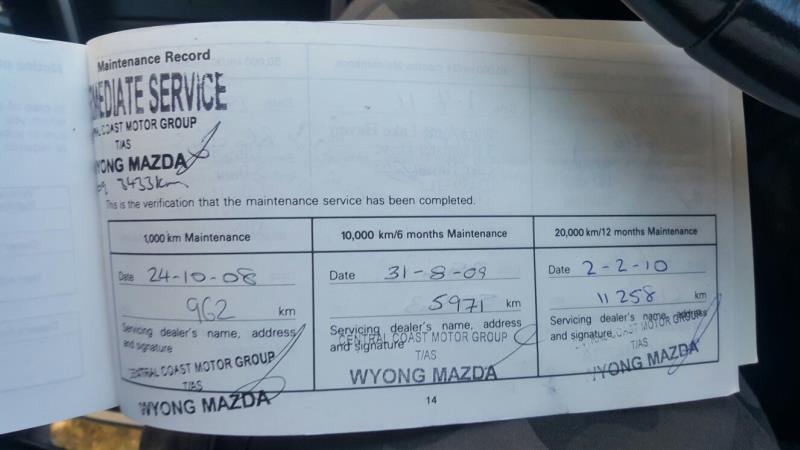 Maintenance Record
MEDIATE SERVICE
COAST MOTOR GROUP
T/AS
WYONG MAZDA
3433 km
This is the verification that the maintenance service has been completed.
1,000 km Maintenance
Date 24-10-08
962 km
Servicing dealer's name, address
and signature
CENTRAL COAST MOTOR GROUP
T/AS
WYONG MAZDA
10,000 km/6 months Maintenance
Date 31-8-09
5971 km
Servicing dealer's name, address
and signature
CENTRAL COAST MOTOR GROUP
T/AS
WYONG MAZDA
20,000 km/12 months Maintenance
Date 2-2-10
11258 km
Servicing dealer's name, address
and signature
COAST MOTOR GROUP
T/AS
WYONG MAZDA
14